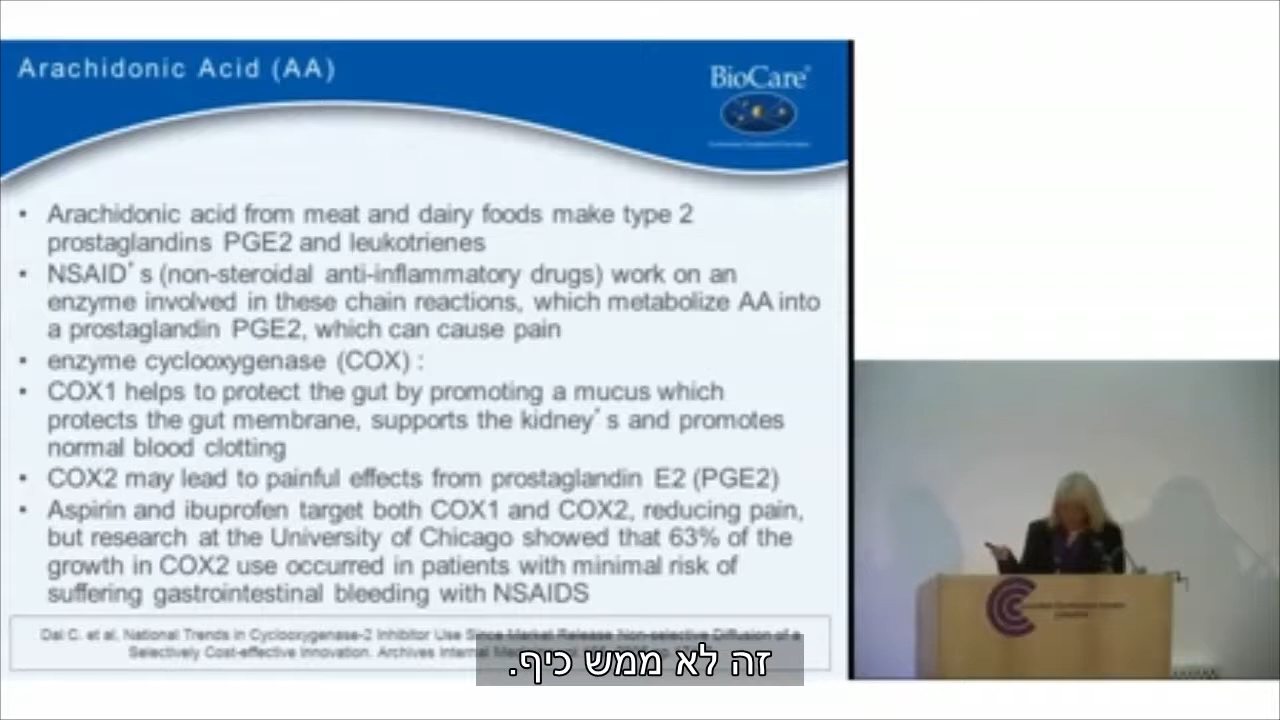 Arachidonic Acid (AA)
BioCare®
• Arachidonic acid from meat and dairy foods make type 2
prostaglandins PGE2 and leukotrienes
• NSAID's (non-steroidal anti-inflammatory drugs) work on an
enzyme involved in these chain reactions, which metabolize AA into
a prostaglandin PGE2, which can cause pain
• enzyme cyclooxygenase (COX) :
• COX1 helps to protect the gut by promoting a mucus which
protects the gut membrane, supports the kidney's and promotes
normal blood clotting
• COX2 may lead to painful effects from prostaglandin E2 (PGE2)
• Aspirin and ibuprofen target both COX1 and COX2, reducing pain,
but research at the University of Chicago showed that 63% of the
growth in COX2 use occurred in patients with minimal risk of
suffering gastrointestinal bleeding with NSAIDS
Dai C. et al, National Trends in Cyclooxygenase-2 Inhibitor Use Since Market Release Non-selective Diffusion of a
Selectively Cost-effective Innovation. Archives Internal
זה לא ממש כיף.